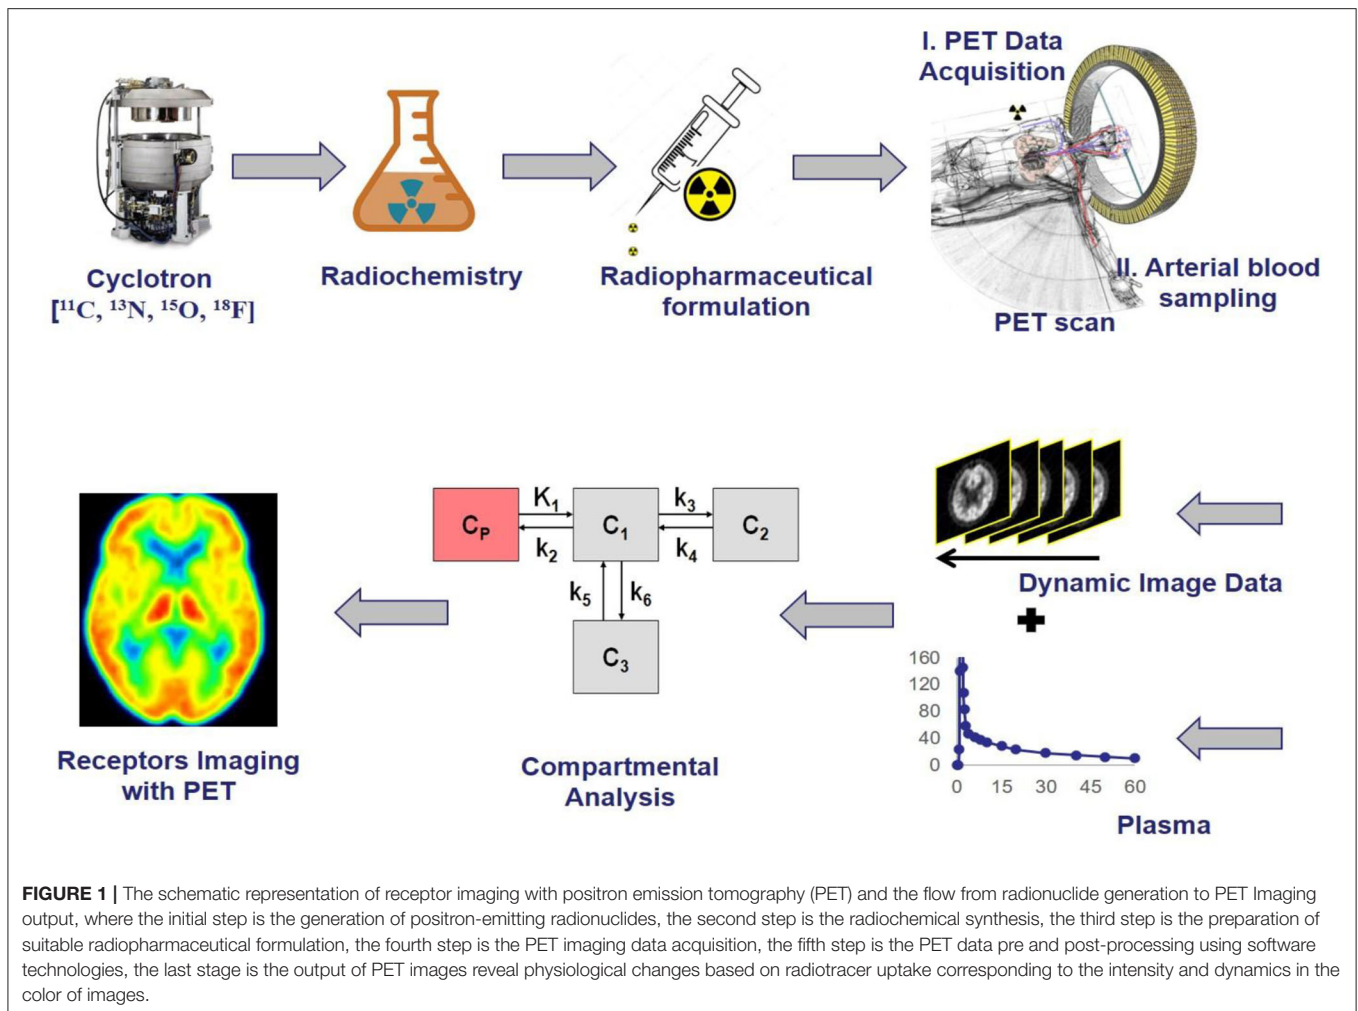 I. PET Data
Acquisition
Cyclotron
[¹¹C, ¹³N, ¹⁵O, ¹⁸F]
Radiochemistry
Radiopharmaceutical
formulation
II. Arterial blood
sampling
PET scan
Dynamic Image Data
160
120
80
40
0
0 15 30 45 60
Plasma
C_P
K₁
k₂
C₁
k₃
k₄
C₂
k₅
k₆
C₃
Compartmental
Analysis
Receptors Imaging
with PET
FIGURE 1 | The schematic representation of receptor imaging with positron emission tomography (PET) and the flow from radionuclide generation to PET Imaging
output, where the initial step is the generation of positron-emitting radionuclides, the second step is the radiochemical synthesis, the third step is the preparation of
suitable radiopharmaceutical formulation, the fourth step is the PET imaging data acquisition, the fifth step is the PET data pre and post-processing using software
technologies, the last stage is the output of PET images reveal physiological changes based on radiotracer uptake corresponding to the intensity and dynamics in the
color of images.